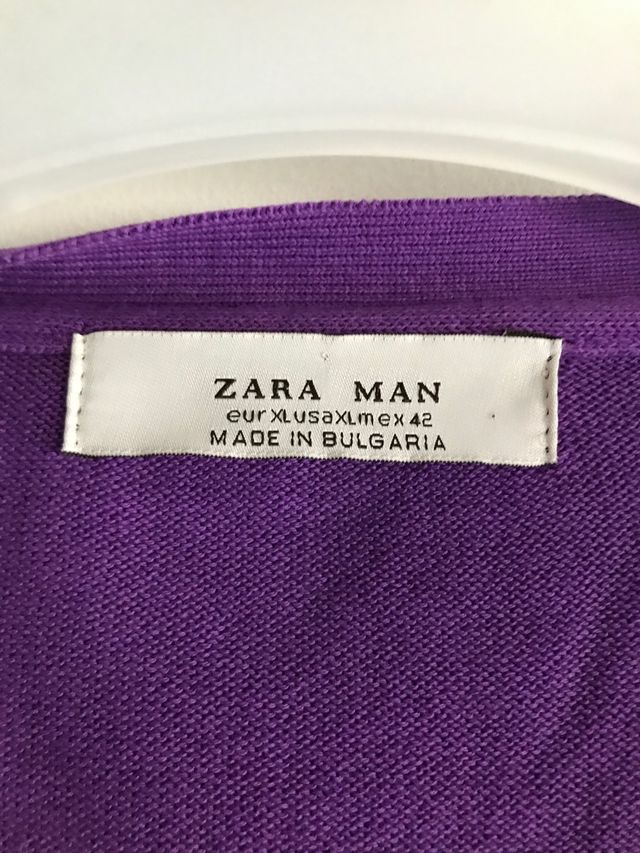 ZARA MAN
eur XL usa XL mex 42
MADE IN BULGARIA